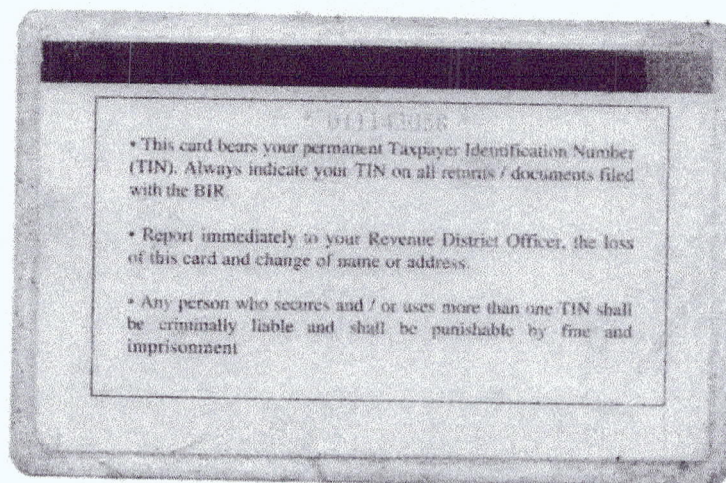 • This card bears your permanent Taxpayer Identification Number
(TIN). Always indicate your TIN on all returns / documents filed
with the BIR.
• Report immediately to your Revenue District Officer, the loss
of this card and change of name or address.
• Any person who secures and / or uses more than one TIN shall
be criminally liable and shall be punishable by fine and
imprisonment